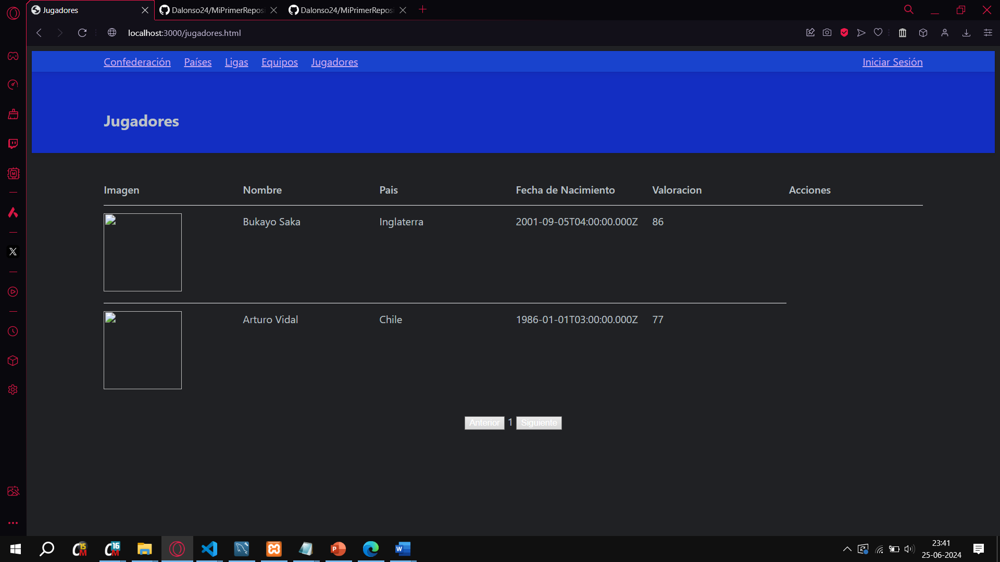 Jugadores
Dalonso24/MiPrimerReposi
Dalonso24/MiPrimerReposi
localhost:3000/jugadores.html
Confederación Países Ligas Equipos Jugadores Iniciar Sesión
Jugadores
Imagen Nombre Pais Fecha de Nacimiento Valoracion Acciones
Bukayo Saka Inglaterra 2001-09-05T04:00:00.000Z 86
Arturo Vidal Chile 1986-01-01T03:00:00.000Z 77
Anterior 1 Siguiente
23:41
25-06-2024